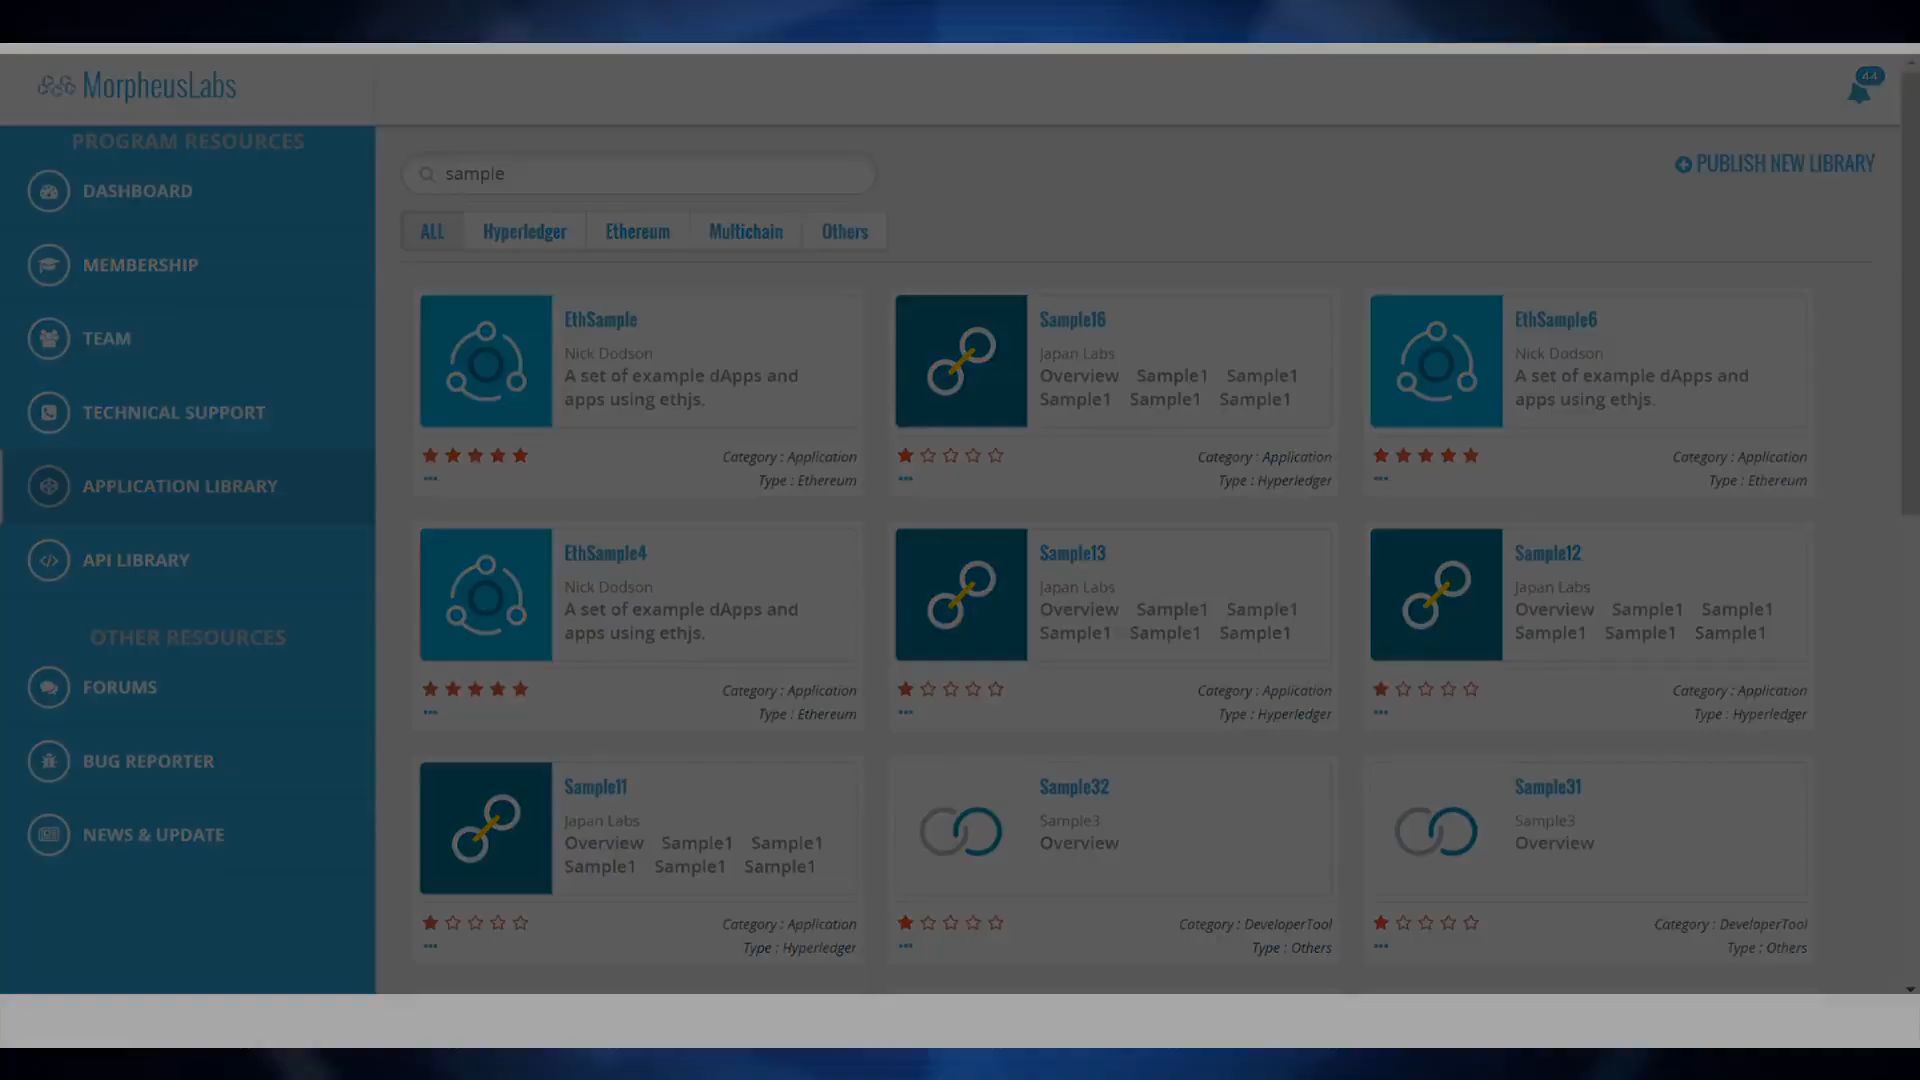 MorpheusLabs
44
PROGRAM RESOURCES
DASHBOARD
MEMBERSHIP
TEAM
TECHNICAL SUPPORT
APPLICATION LIBRARY
API LIBRARY
OTHER RESOURCES
FORUMS
BUG REPORTER
NEWS & UPDATE
sample
PUBLISH NEW LIBRARY
ALL
Hyperledger
Ethereum
Multichain
Others
EthSample
Nick Dodson
A set of example dApps and
apps using ethjs.
Category : Application
Type : Ethereum
Sample16
Japan Labs
Overview Sample1 Sample1
Sample1 Sample1 Sample1
Category : Application
Type : Hyperledger
EthSample6
Nick Dodson
A set of example dApps and
apps using ethjs.
Category : Application
Type : Ethereum
EthSample4
Nick Dodson
A set of example dApps and
apps using ethjs.
Category : Application
Type : Ethereum
Sample13
Japan Labs
Overview Sample1 Sample1
Sample1 Sample1 Sample1
Category : Application
Type : Hyperledger
Sample12
Japan Labs
Overview Sample1 Sample1
Sample1 Sample1 Sample1
Category : Application
Type : Hyperledger
Sample11
Japan Labs
Overview Sample1 Sample1
Sample1 Sample1 Sample1
Category : Application
Type : Hyperledger
Sample32
Sample3
Overview
Category : DeveloperTool
Type : Others
Sample31
Sample3
Overview
Category : DeveloperTool
Type : Others